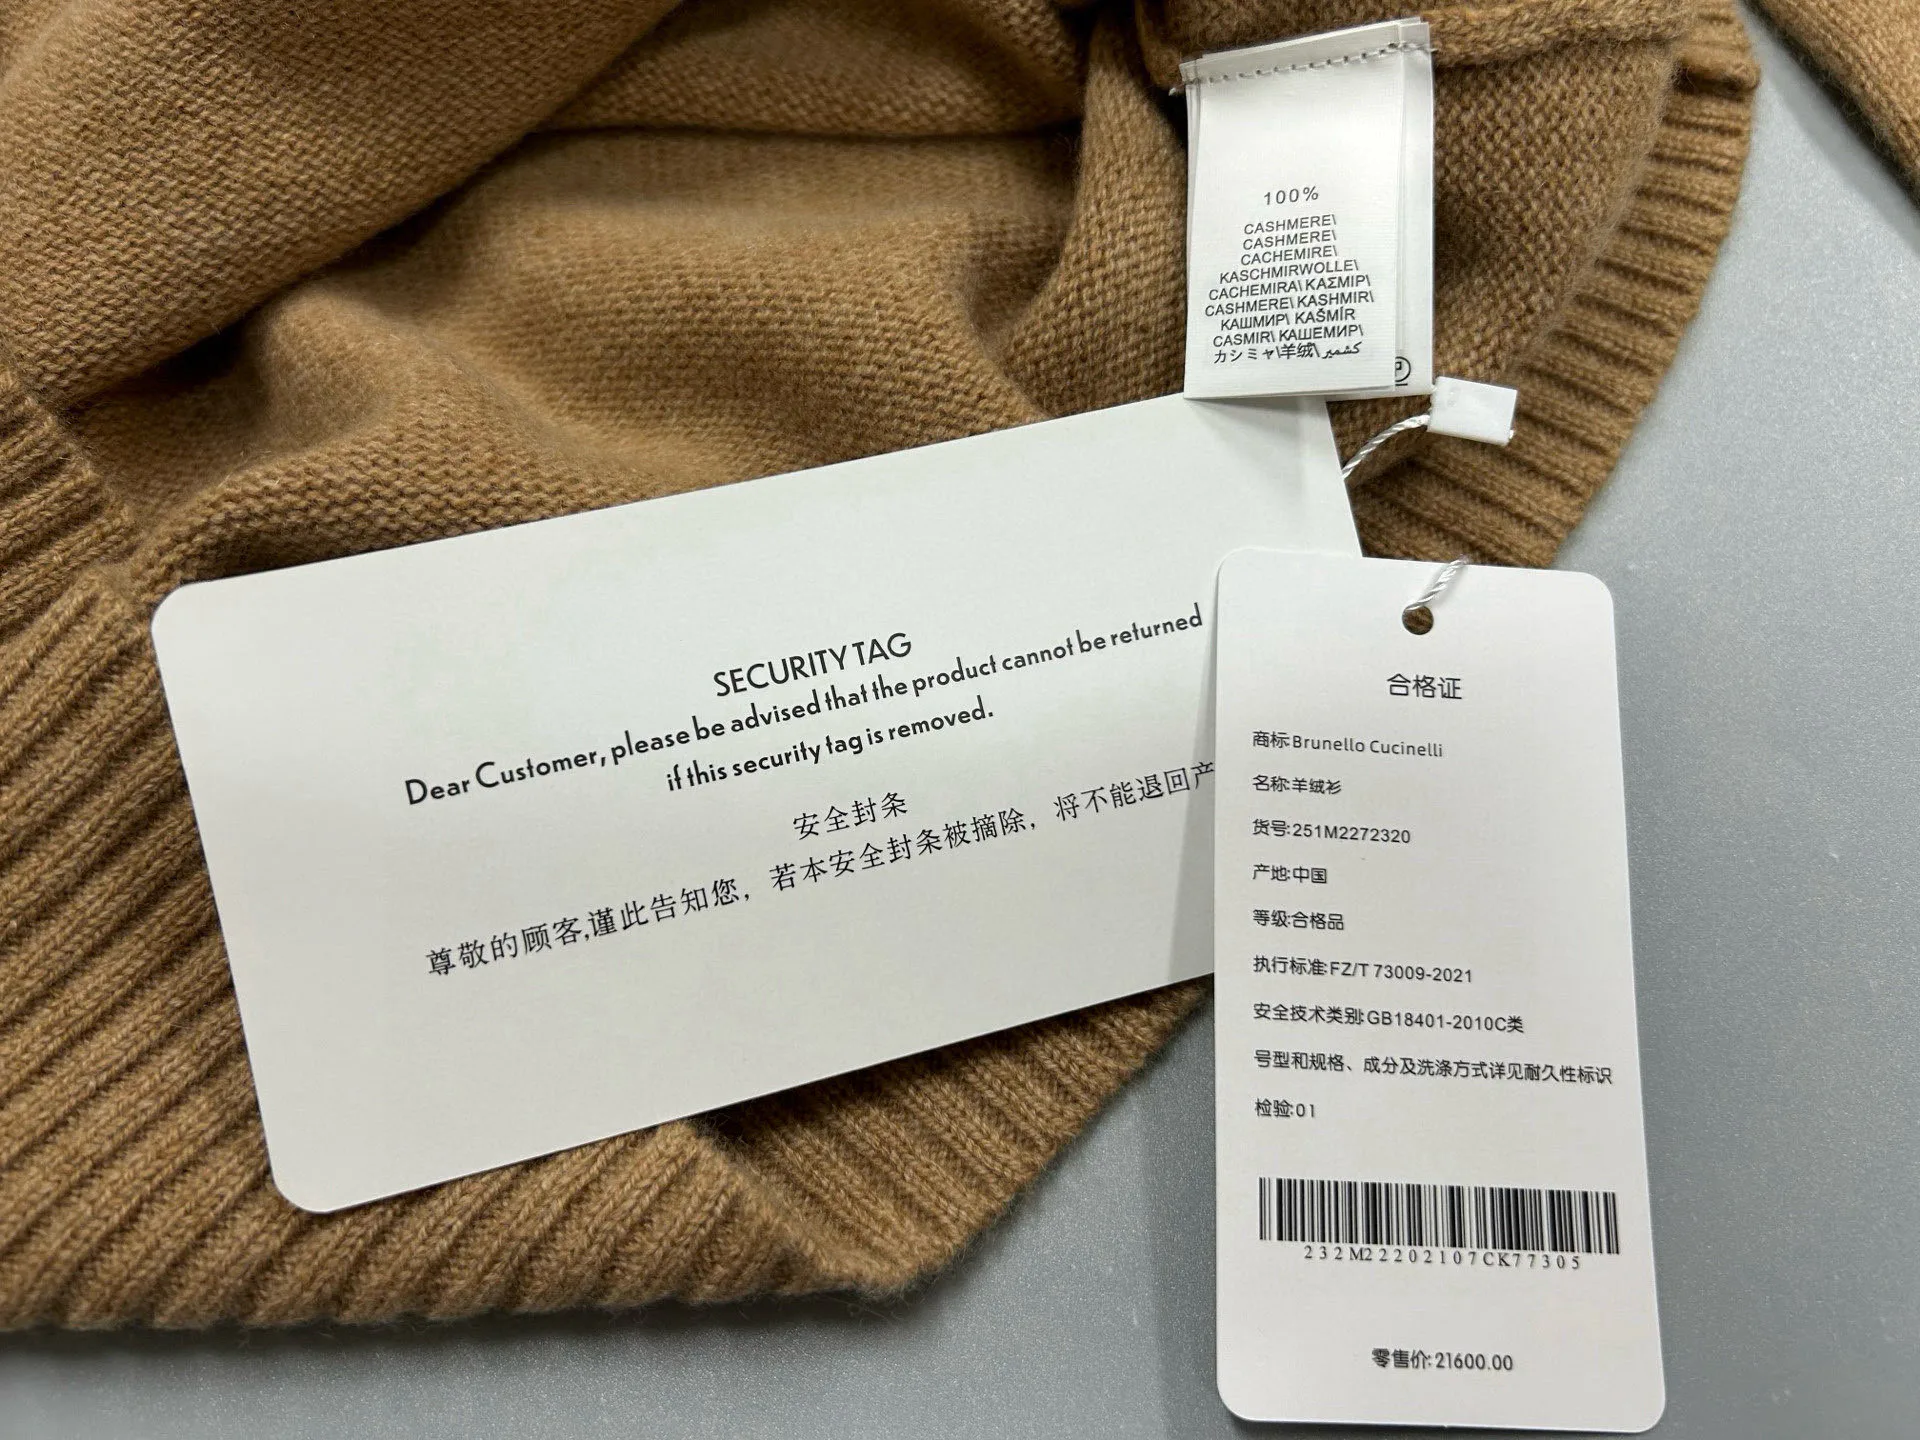 100%
CASHMERE\
CASHMERE\
CACHEMIRE\
KASCHMIRWOLLE\
CACHEMIRA\ ΚΑΣΜΙΡ\
CASHMERE\ KASHMIR\
КАШМИР\ KAŠMÍR
CASMIR\ КАШЕМИР\
カシミヤ\羊绒\كشمير
SECURITY TAG
Dear Customer, please be advised that the product cannot be returned
if this security tag is removed.
安全封条
尊敬的顾客,谨此告知您，若本安全封条被摘除，将不能退回产
合格证
商标:Brunello Cucinelli
名称:羊绒衫
货号:251M2272320
产地:中国
等级:合格品
执行标准:FZ/T 73009-2021
安全技术类别:GB18401-2010C类
号型和规格、成分及洗涤方式详见耐久性标识
检验:01
232M22202107CK77305
零售价:21600.00